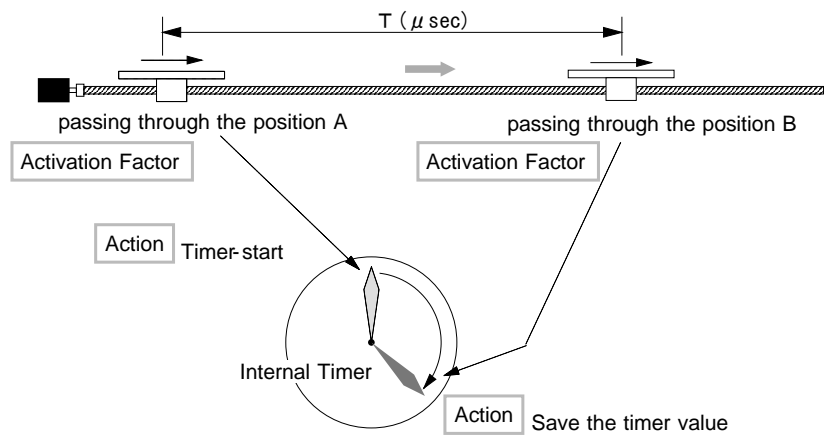 T (μsec)
passing through the position A
passing through the position B
Activation Factor
Activation Factor
Action
Timer-start
Internal Timer
Action
Save the timer value